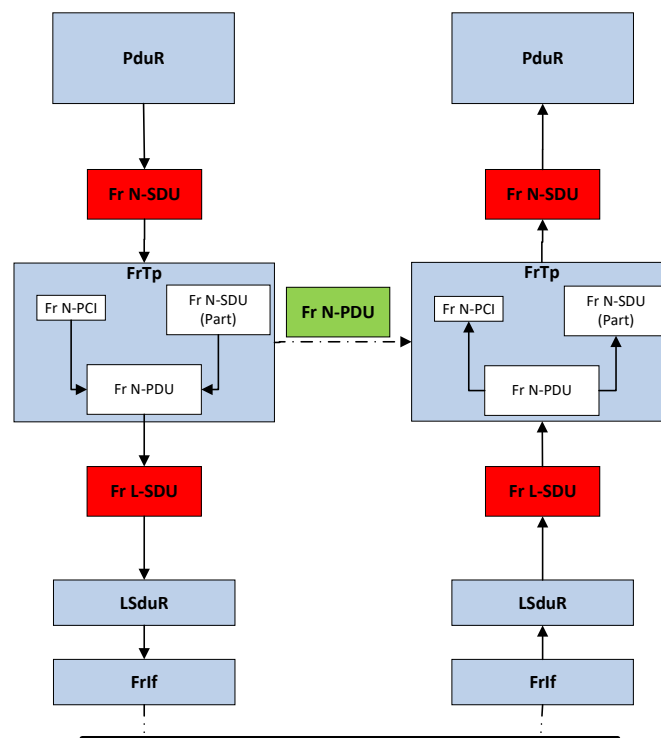 PduR
PduR
Fr N-SDU
Fr N-SDU
FrTp
Fr N-PCI
Fr N-SDU
(Part)
Fr N-PDU
Fr N-PDU
FrTp
Fr N-PCI
Fr N-SDU
(Part)
Fr N-PDU
Fr L-SDU
Fr L-SDU
LSduR
LSduR
FrIf
FrIf